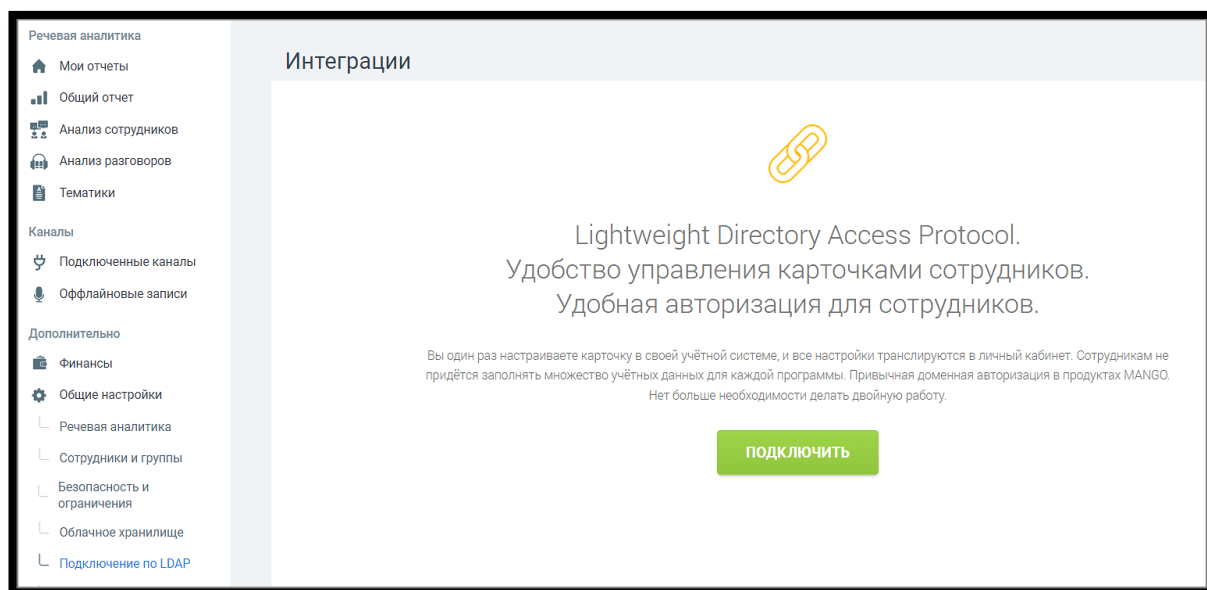 Речевая аналитика
Мои отчеты
Общий отчет
Анализ сотрудников
Анализ разговоров
Тематики
Каналы
Подключенные каналы
Оффлайновые записи
Дополнительно
Финансы
Общие настройки
Речевая аналитика
Сотрудники и группы
Безопасность и
ограничения
Облачное хранилище
Подключение по LDAP
Интеграции
Lightweight Directory Access Protocol.
Удобство управления карточками сотрудников.
Удобная авторизация для сотрудников.
Вы один раз настраиваете карточку в своей учётной системе, и все настройки транслируются в личный кабинет. Сотрудникам не
придётся заполнять множество учётных данных для каждой программы. Привычная доменная авторизация в продуктах MANGO.
Нет больше необходимости делать двойную работу.
ПОДКЛЮЧИТЬ